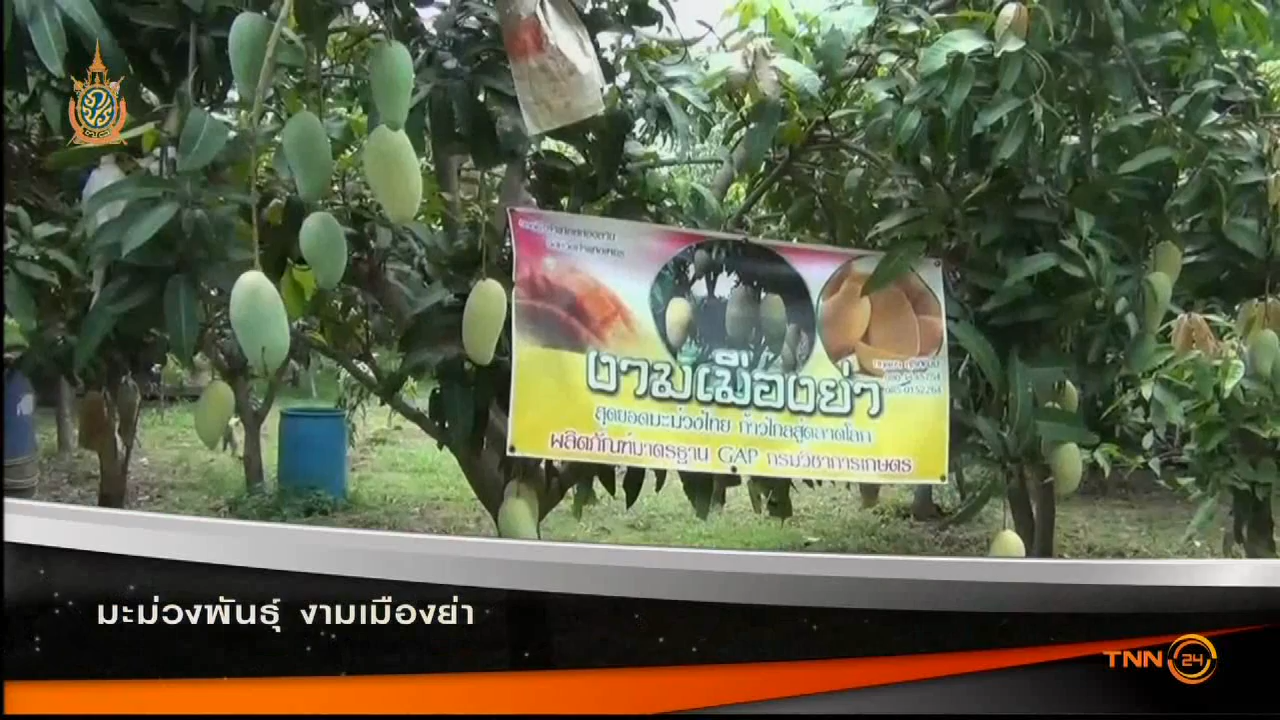 งามเมืองย่า
สุดยอดมะม่วงไทย ก้าวไกลสุดตลาดโลก
ผลิตภัณฑ์มาตรฐาน GAP กรมวิชาการเกษตร
มะม่วงพันธุ์ งามเมืองย่า
TNN 24